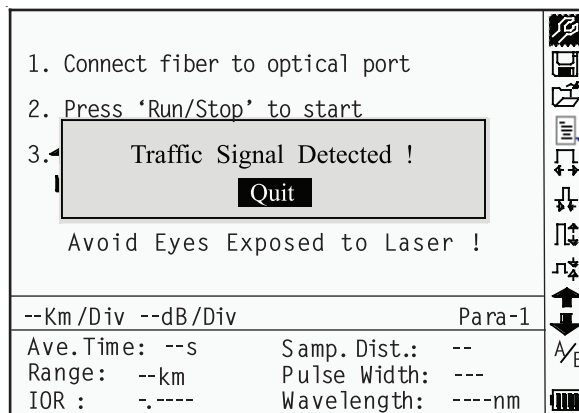 1. Connect fiber to optical port
2. Press ‘Run/Stop’ to start
3.
Traffic Signal Detected !
Quit
Avoid Eyes Exposed to Laser !
--Km/Div --dB/Div Para-1
Ave.Time: --s Samp.Dist.: --
Range: --km Pulse Width: ---
IOR : -.---- Wavelength: ----nm